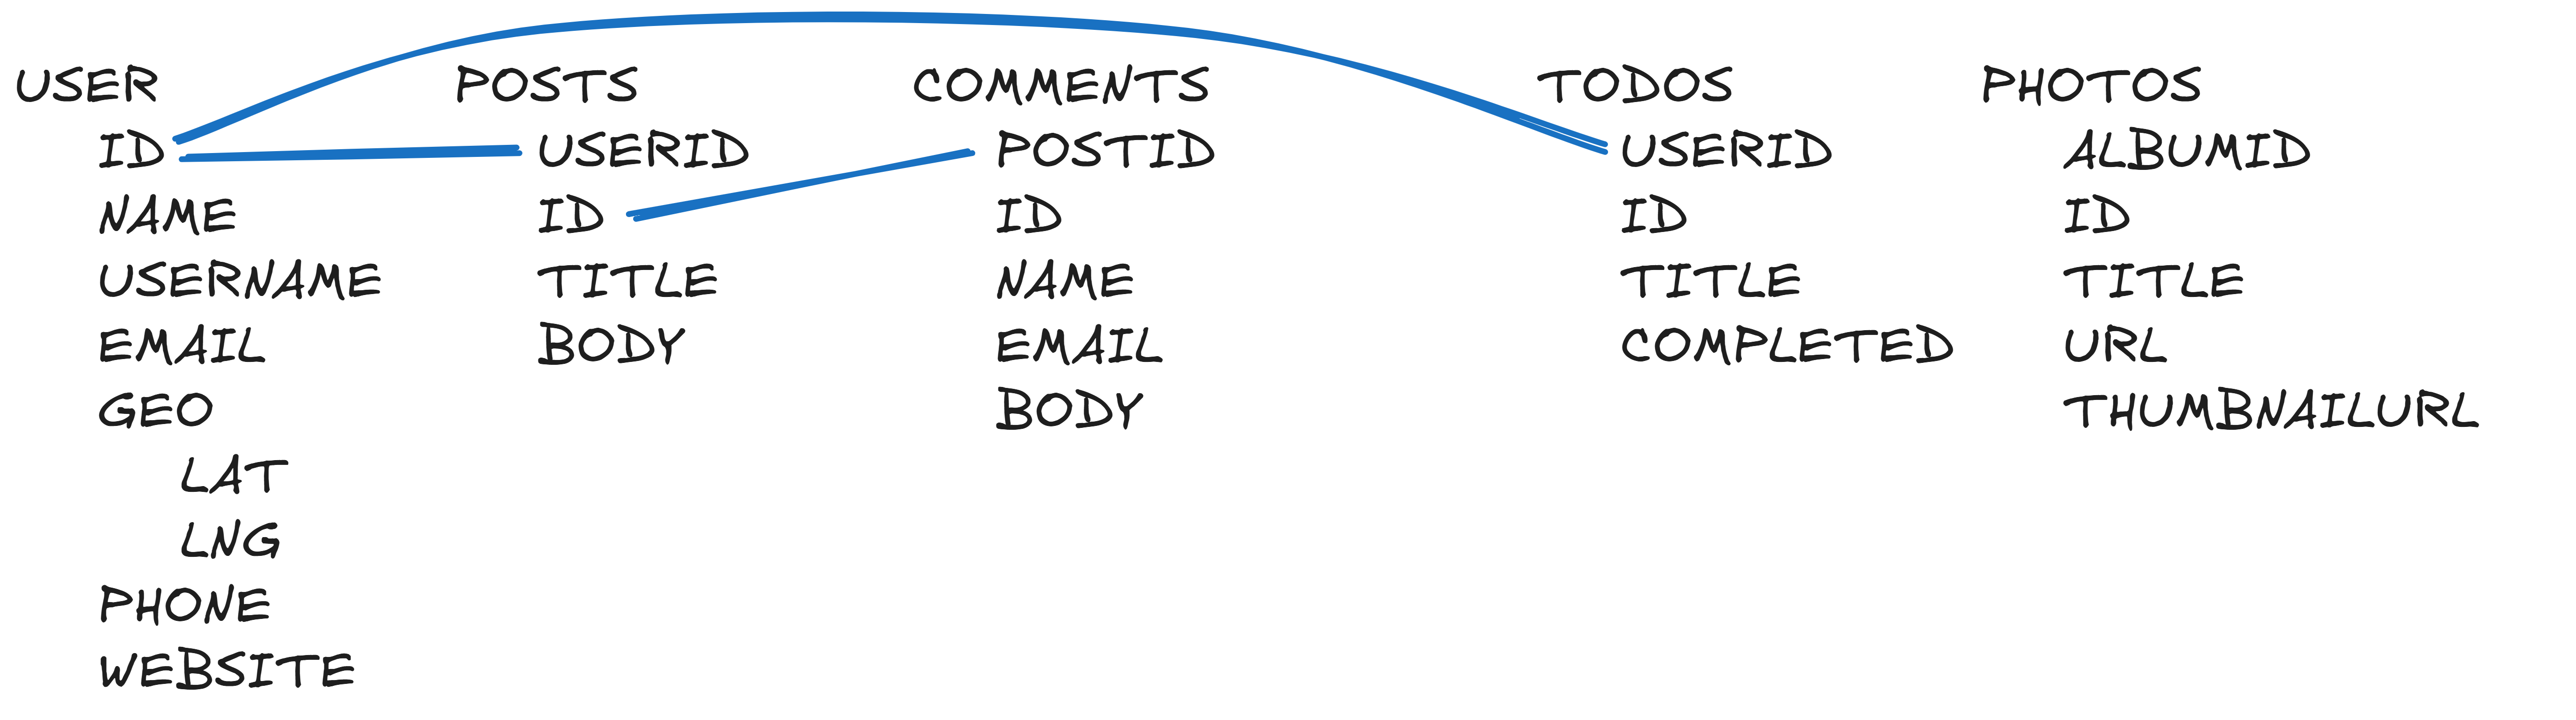 USER
ID
NAME
USERNAME
EMAIL
GEO
LAT
LNG
PHONE
WEBSITE
POSTS
USERID
ID
TITLE
BODY
COMMENTS
POSTID
ID
NAME
EMAIL
BODY
TODOS
USERID
ID
TITLE
COMPLETED
PHOTOS
ALBUMID
ID
TITLE
URL
THUMBNAILURL